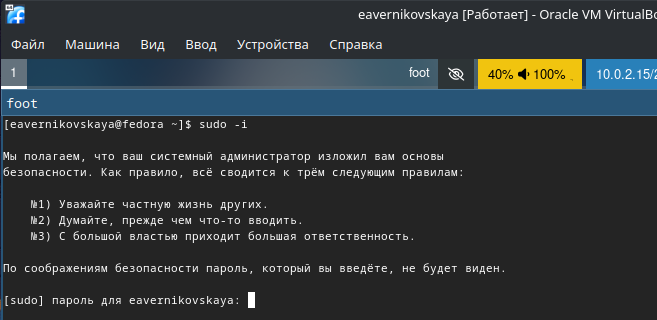 eavernikovskaya [Работает] - Oracle VM VirtualBo
Файл Машина Вид Ввод Устройства Справка
1 foot 40% 100% 10.0.2.15/2
foot
[eavernikovskaya@fedora ~]$ sudo -i
Мы полагаем, что ваш системный администратор изложил вам основы
безопасности. Как правило, всё сводится к трём следующим правилам:
№1) Уважайте частную жизнь других.
№2) Думайте, прежде чем что-то вводить.
№3) С большой властью приходит большая ответственность.
По соображениям безопасности пароль, который вы введёте, не будет виден.
[sudo] пароль для eavernikovskaya: